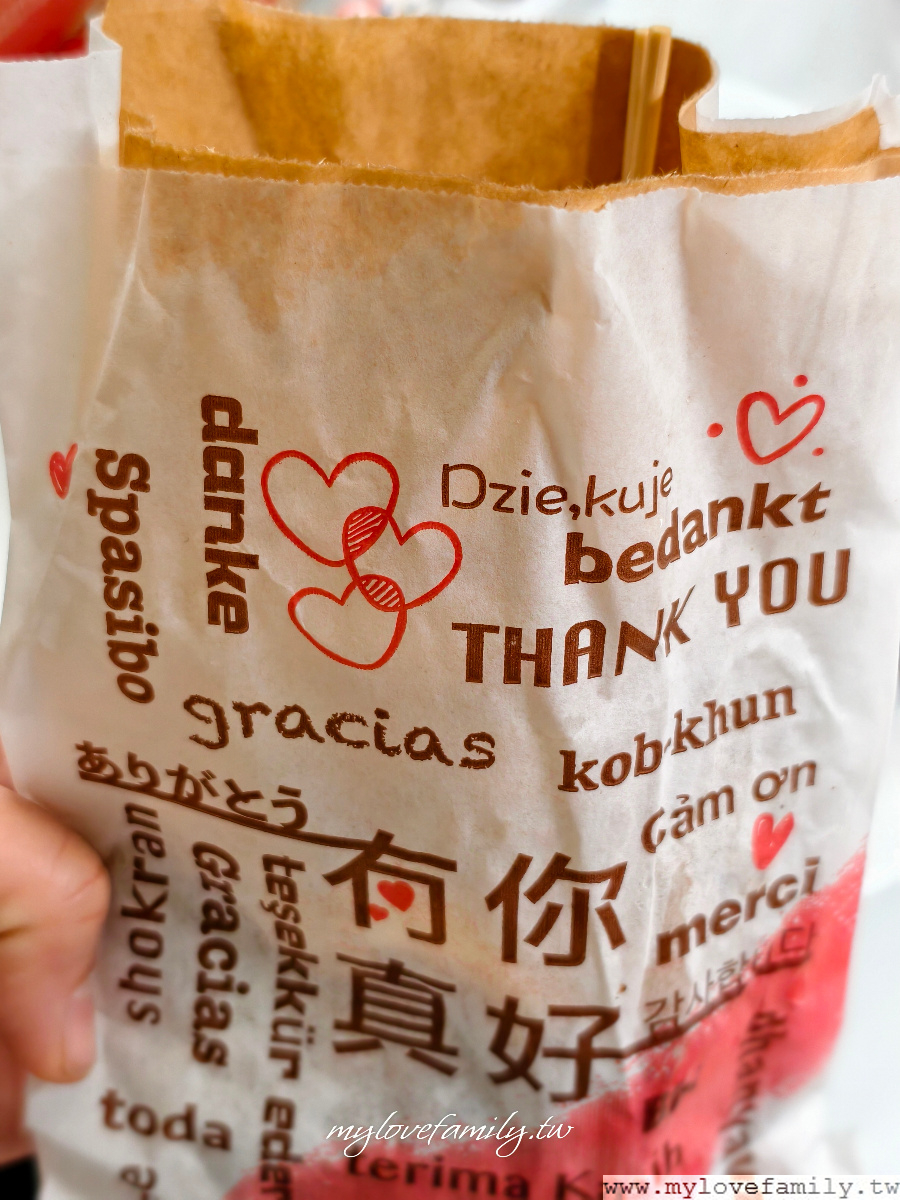 danke
Spasibo
Dzie,kuje
bedankt
THANK YOU
gracias
kob-khun
ありがとう
cảm ơn
merci
shokran
Gracias
teşekkür eder
有你
真好
감사합니다
toda
terima K
mylovefamily.tw
www.mylovefamily.tw